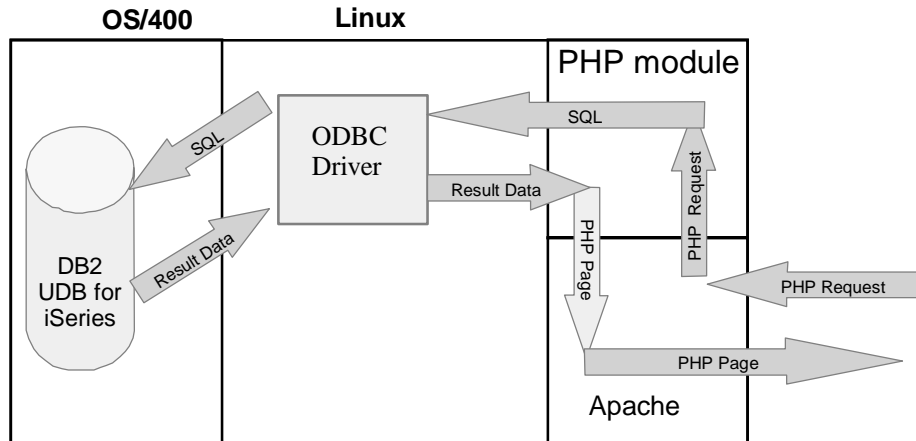 OS/400
Linux
PHP module
SQL
SQL
ODBC
Driver
PHP Request
Result Data
Result Data
PHP Page
DB2
UDB for
iSeries
PHP Request
PHP Page
Apache